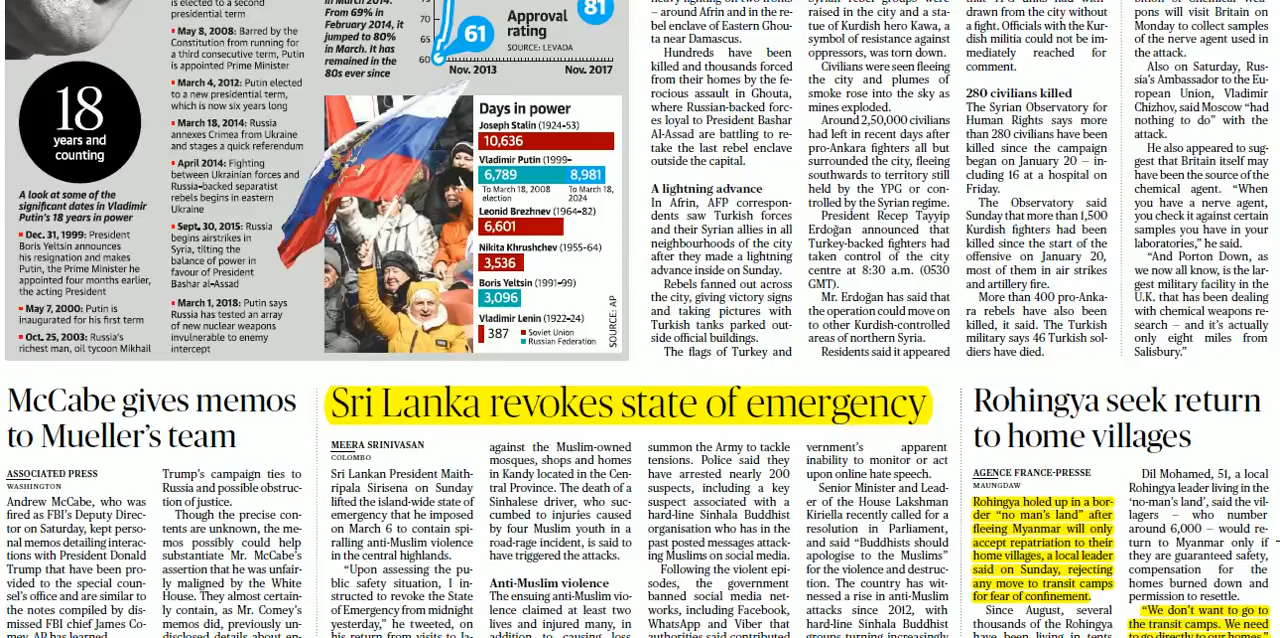 is elected to a second
presidential term
May 8, 2008: Barred by the
Constitution from running for
a third consecutive term, Putin
is appointed Prime Minister
March 4, 2012: Putin elected
to a new presidential term,
which is now six years long
March 18, 2014: Russia
annexes Crimea from Ukraine
and stages a quick referendum
April 2014: Fighting
between Ukrainian forces and
Russia-backed separatist
rebels begins in eastern
Ukraine
Sept. 30, 2015: Russia
begins airstrikes in
Syria, tilting the
balance of power in
favour of President
Bashar al-Assad
March 1, 2018: Putin says
Russia has tested an array
of new nuclear weapons
invulnerable to enemy
intercept
18
years and
counting
A look at some of the
significant dates in Vladimir
Putin's 18 years in power
Dec. 31, 1999: President
Boris Yeltsin announces
his resignation and makes
Putin, the Prime Minister he
appointed four months earlier,
the acting President
May 7, 2000: Putin is
inaugurated for his first term
Oct. 25, 2003: Russia's
richest man, oil tycoon Mikhail
in March 2014.
From 69% in
February 2014, it
jumped to 80%
in March. It has
remained in the
80s ever since
70
65
60
61
81
Approval
rating
SOURCE: LEVADA
Nov. 2013
Nov. 2017
Days in power
Joseph Stalin (1924-53)
10,636
Vladimir Putin (1999-
6,789
8,981
To March 18, 2008
election
To March 18,
2024
Leonid Brezhnev (1964-82)
6,601
Nikita Khrushchev (1955-64)
3,536
Boris Yeltsin (1991-99)
3,096
Vladimir Lenin (1922-24)
387
Soviet Union
Russian Federation
SOURCE: AP
heavy fighting on two fronts
– around Afrin and in the re-
bel enclave of Eastern Ghou-
ta near Damascus.
Hundreds have been
killed and thousands forced
from their homes by the fe-
rocious assault in Ghouta,
where Russian-backed forc-
es loyal to President Bashar
Al-Assad are battling to re-
take the last rebel enclave
outside the capital.
A lightning advance
In Afrin, AFP correspon-
dents saw Turkish forces
and their Syrian allies in all
neighbourhoods of the city
after they made a lightning
advance inside on Sunday.
Rebels fanned out across
the city, giving victory signs
and taking pictures with
Turkish tanks parked out-
side official buildings.
The flags of Turkey and
Syrian rebel groups were
raised in the city and a sta-
tue of Kurdish hero Kawa, a
symbol of resistance against
oppressors, was torn down.
Civilians were seen fleeing
the city and plumes of
smoke rose into the sky as
mines exploded.
Around 2,50,000 civilians
had left in recent days after
pro-Ankara fighters all but
surrounded the city, fleeing
southwards to territory still
held by the YPG or con-
trolled by the Syrian regime.
President Recep Tayyip
Erdoğan announced that
Turkey-backed fighters had
taken control of the city
centre at 8:30 a.m. (0530
GMT).
Mr. Erdoğan has said that
the operation could move on
to other Kurdish-controlled
areas of northern Syria.
Residents said it appeared
drawn from the city without
a fight. Officials with the Kur-
dish militia could not be im-
mediately reached for
comment.
280 civilians killed
The Syrian Observatory for
Human Rights says more
than 280 civilians have been
killed since the campaign
began on January 20 – in-
cluding 16 at a hospital on
Friday.
The Observatory said
Sunday that more than 1,500
Kurdish fighters had been
killed since the start of the
offensive on January 20,
most of them in air strikes
and artillery fire.
More than 400 pro-Anka-
ra rebels have also been
killed, it said. The Turkish
military says 46 Turkish sol-
diers have died.
pons will visit Britain on
Monday to collect samples
of the nerve agent used in
the attack.
Also on Saturday, Rus-
sia's Ambassador to the Eu-
ropean Union, Vladimir
Chizhov, said Moscow “had
nothing to do” with the
attack.
He also appeared to sug-
gest that Britain itself may
have been the source of the
chemical agent. “When
you have a nerve agent,
you check it against certain
samples you have in your
laboratories,” he said.
“And Porton Down, as
we now all know, is the lar-
gest military facility in the
U.K. that has been dealing
with chemical weapons re-
search – and it's actually
only eight miles from
Salisbury.”
McCabe gives memos
to Mueller's team
ASSOCIATED PRESS
WASHINGTON
Andrew McCabe, who was
fired as FBI's Deputy Direc-
tor on Saturday, kept perso-
nal memos detailing interac-
tions with President Donald
Trump that have been pro-
vided to the special coun-
sel's office and are similar to
the notes compiled by dis-
missed FBI chief James Co-
mey, AP has learned.
Trump's campaign ties to
Russia and possible obstruc-
tion of justice.
Though the precise con-
tents are unknown, the me-
mos possibly could help
substantiate Mr. McCabe's
assertion that he was unfair-
ly maligned by the White
House. They almost certain-
ly contain, as Mr. Comey's
memos did, previously un-
disclosed details about en-
Sri Lanka revokes state of emergency
MEERA SRINIVASAN
COLOMBO
Sri Lankan President Maith-
ripala Sirisena on Sunday
lifted the island-wide state of
emergency that he imposed
on March 6 to contain spi-
ralling anti-Muslim violence
in the central highlands.
“Upon assessing the pu-
blic safety situation, I in-
structed to revoke the State
of Emergency from midnight
yesterday,” he tweeted, on
his return from visits to Ja-
against the Muslim-owned
mosques, shops and homes
in Kandy located in the Cen-
tral Province. The death of a
Sinhalese driver, who suc-
cumbed to injuries caused
by four Muslim youth in a
road-rage incident, is said to
have triggered the attacks.
Anti-Muslim violence
The ensuing anti-Muslim vio-
lence claimed at least two
lives and injured many, in
addition to causing loss
summon the Army to tackle
tensions. Police said they
have arrested nearly 200
suspects, including a key
suspect associated with a
hard-line Sinhala Buddhist
organisation who has in the
past posted messages attack-
ing Muslims on social media.
Following the violent epi-
sodes, the government
banned social media net-
works, including Facebook,
WhatsApp and Viber that
authorities said contributed
vernment's apparent
inability to monitor or act
upon online hate speech.
Senior Minister and Lead-
er of the House Lakshman
Kiriella recently called for a
resolution in Parliament,
and said “Buddhists should
apologise to the Muslims”
for the violence and destruc-
tion. The country has wit-
nessed a rise in anti-Muslim
attacks since 2012, with
hard-line Sinhala Buddhist
groups turning increasingly
Rohingya seek return
to home villages
AGENCE FRANCE-PRESSE
MAUNGDAW
Rohingya holed up in a bor-
der “no man's land” after
fleeing Myanmar will only
accept repatriation to their
home villages, a local leader
said on Sunday, rejecting
any move to transit camps
for fear of confinement.
Since August, several
thousands of the Rohingya
have been living in tents
Dil Mohamed, 51, a local
Rohingya leader living in the
‘no-man's land’, said the vil-
lagers – who number
around 6,000 – would re-
turn to Myanmar only if
they are guaranteed safety,
compensation for the
homes burned down and
permission to resettle.
“We don't want to go to
the transit camps. We need
to go directly to our homes”